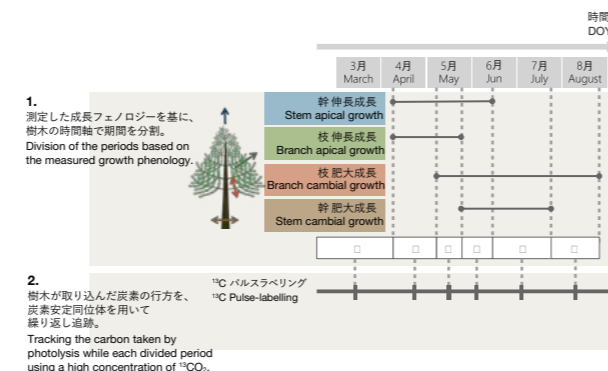 時間
DOY
3月 4月 5月 6月 7月 8月
March April May Jun July August
1.
測定した成長フェノロジーを基に、
樹木の時間軸で期間を分割。
Division of the periods based on
the measured growth phenology.
幹 伸長成長
Stem apical growth
枝 伸長成長
Branch apical growth
枝 肥大成長
Branch cambial growth
幹 肥大成長
Stem cambial growth
2.
樹木が取り込んだ炭素の行方を、
炭素安定同位体を用いて
繰り返し追跡。
Tracking the carbon taken by
photolysis while each divided period
using a high concentration of ¹³CO₂.
¹³C パルスラベリング
¹³C Pulse-labelling